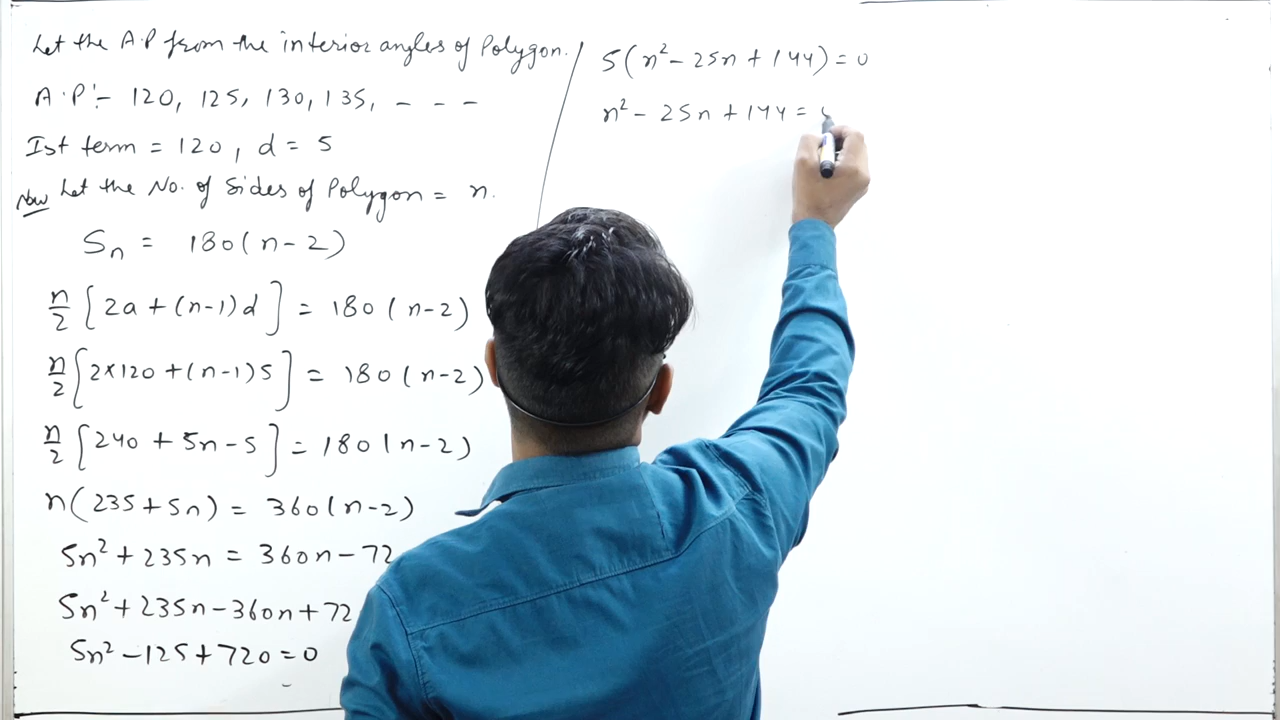 Let the A.P from the interior angles of Polygon.
A.P:- 120, 125, 130, 135, - - -
Ist term = 120, d = 5
Now Let the No. of Sides of Polygon = n.
Sn = 180(n-2)
n/2 [2a + (n-1)d] = 180(n-2)
n/2 [2×120 + (n-1)5] = 180(n-2)
n/2 [240 + 5n - 5] = 180(n-2)
n(235 + 5n) = 360(n-2)
5n² + 235n = 360n - 72
5n² + 235n - 360n + 72
5n² - 125 + 720 = 0
5(n² - 25n + 144) = 0
n² - 25n + 144 =